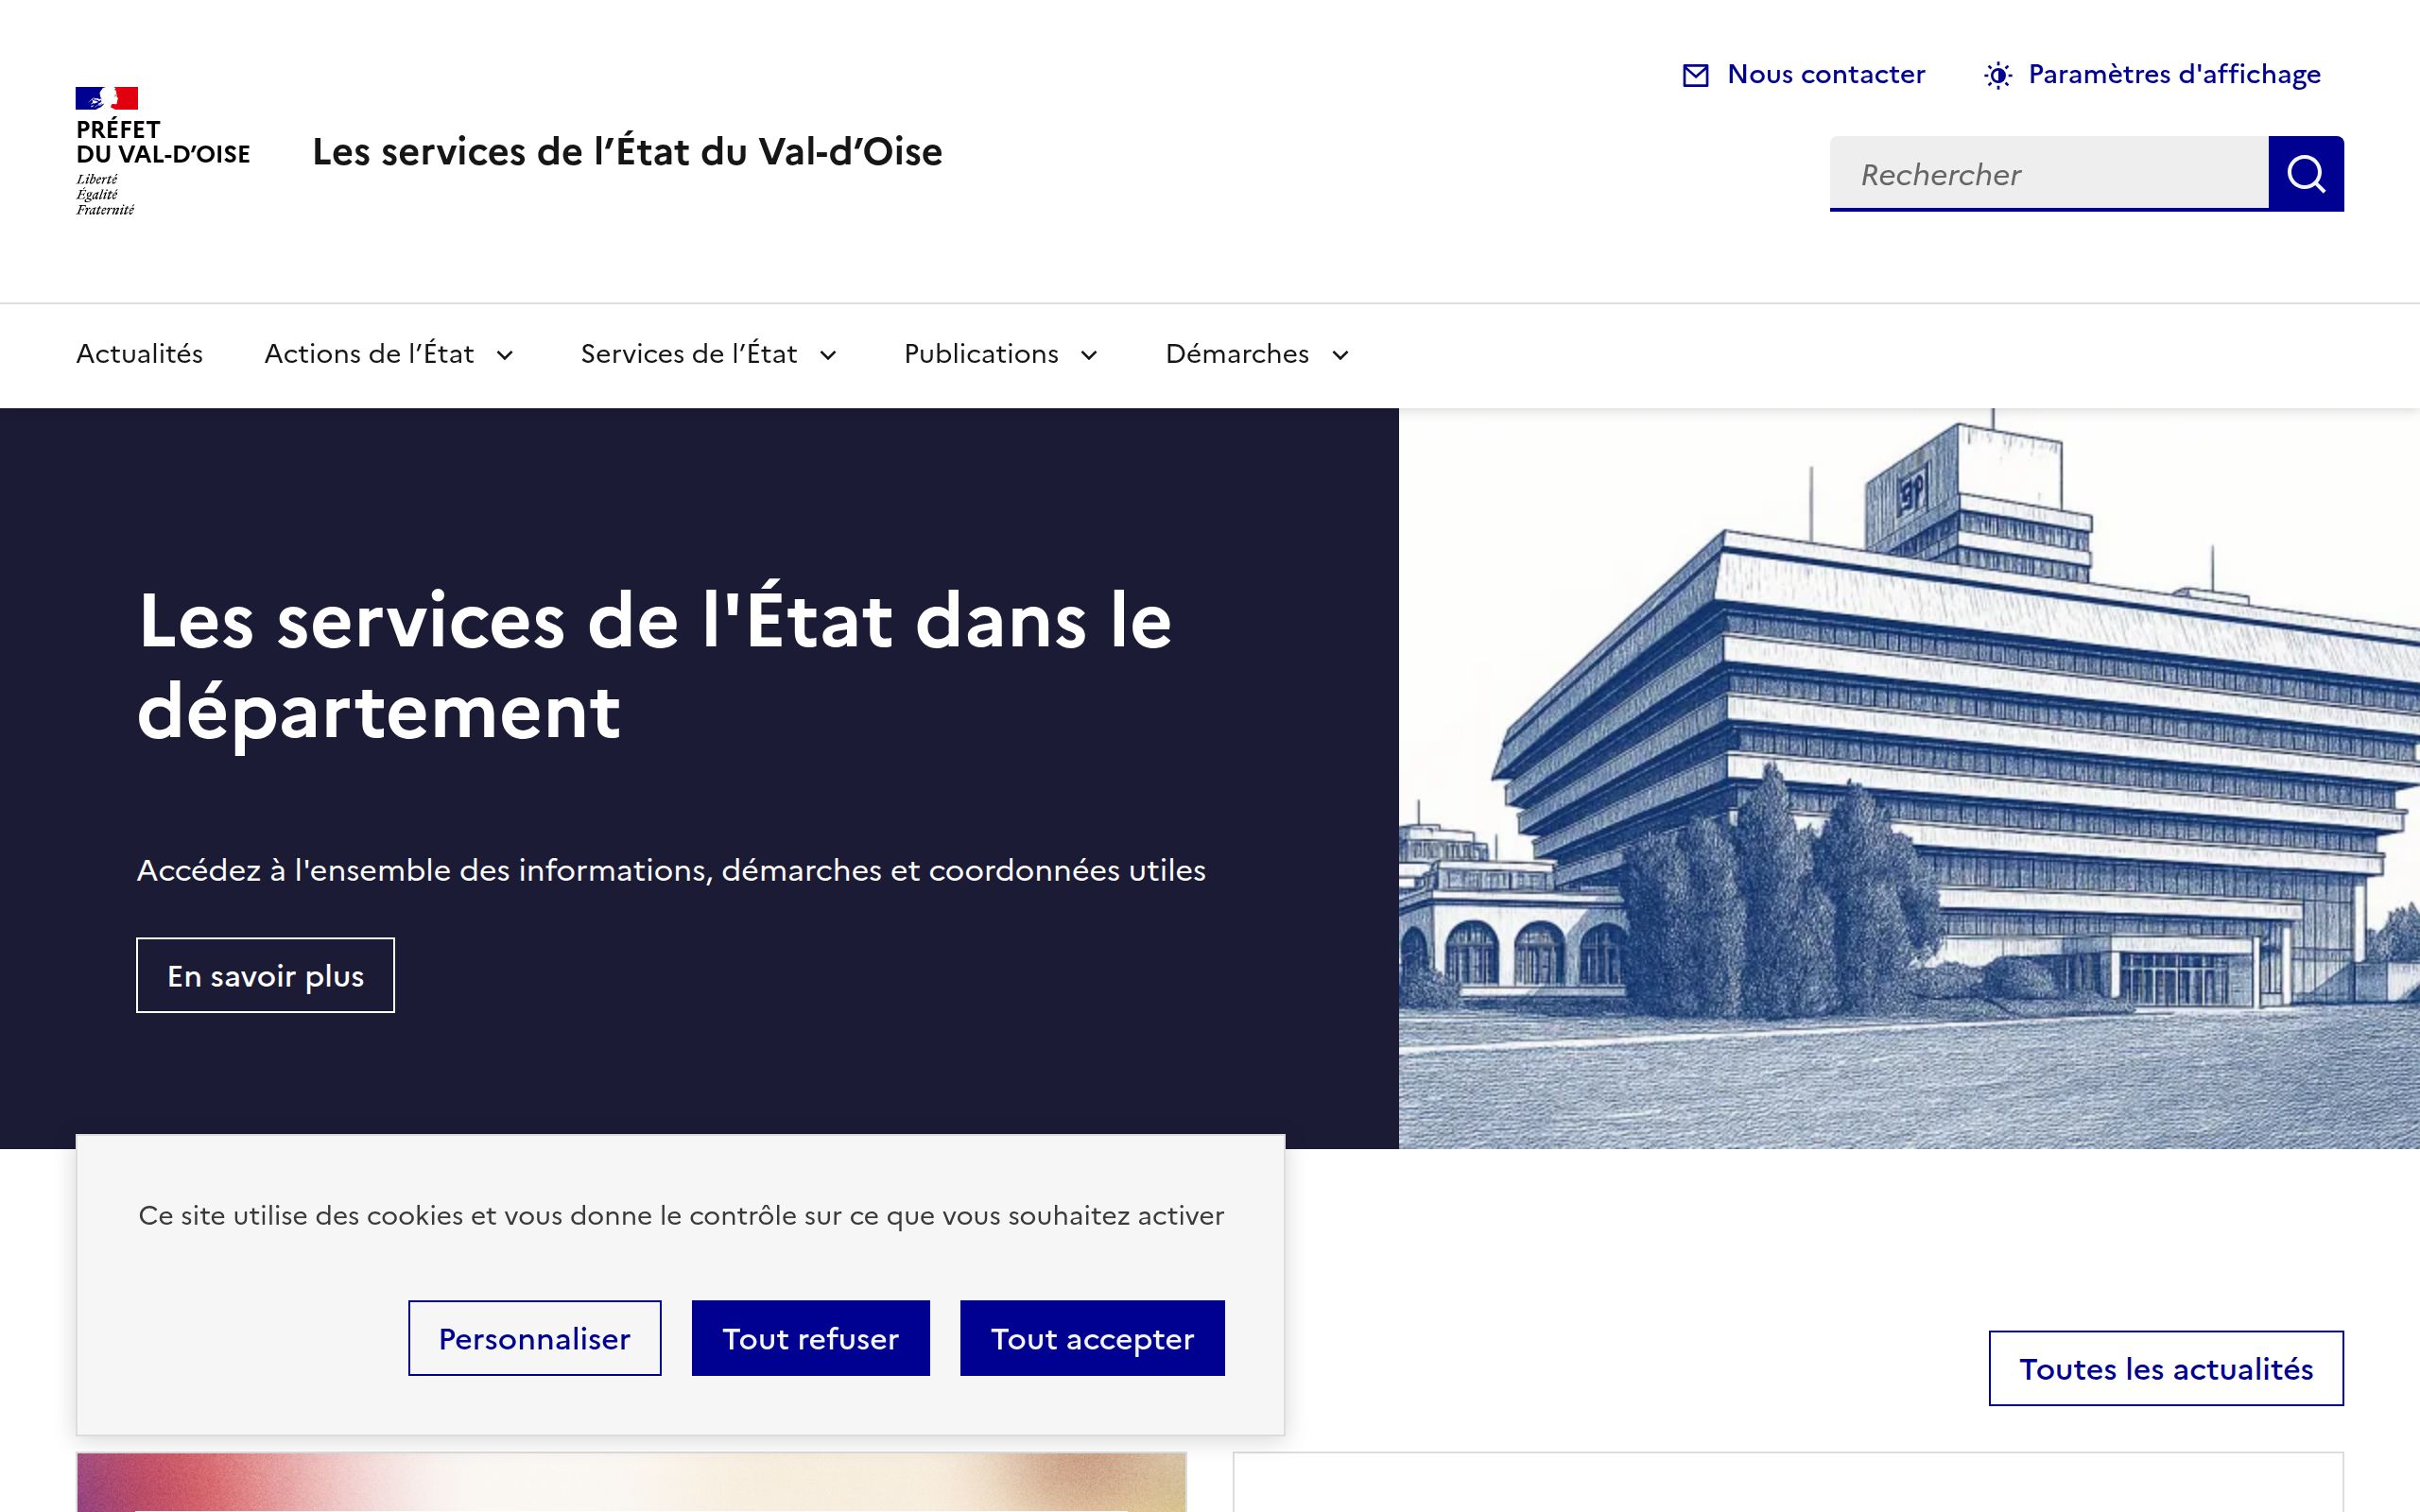 Nous contacter
Paramètres d'affichage
PRÉFET
DU VAL-D’OISE
Liberté
Égalité
Fraternité
Les services de l’État du Val-d’Oise
Rechercher
Actualités
Actions de l’État
Services de l’État
Publications
Démarches
Les services de l'État dans le
département
Accédez à l'ensemble des informations, démarches et coordonnées utiles
En savoir plus
Ce site utilise des cookies et vous donne le contrôle sur ce que vous souhaitez activer
Personnaliser
Tout refuser
Tout accepter
Toutes les actualités